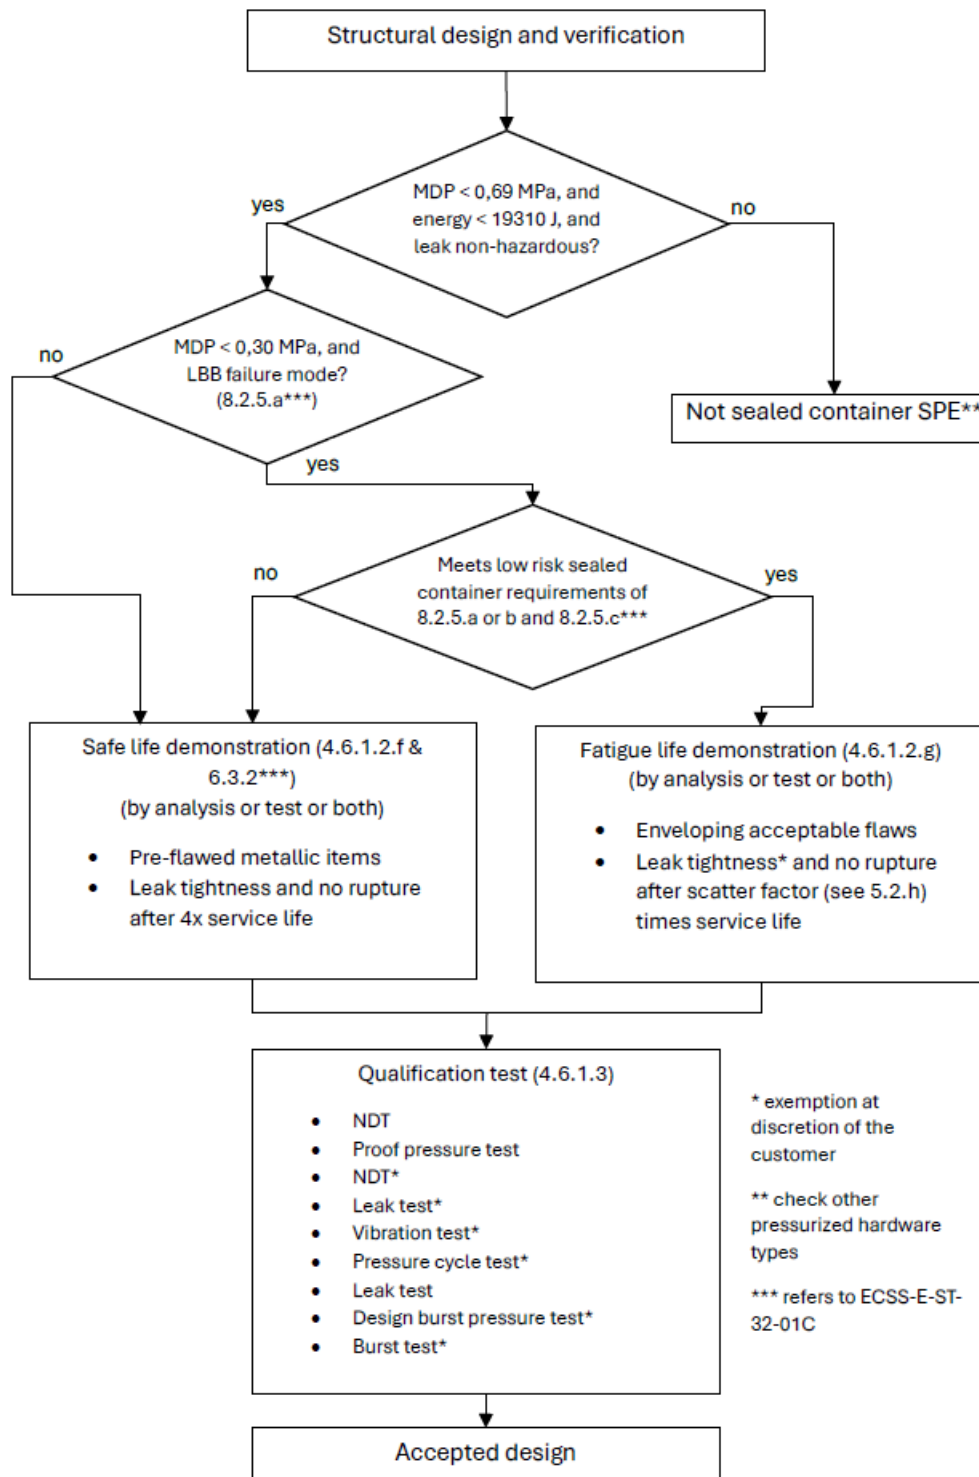 Structural design and verification
MDP < 0,69 MPa, and
energy < 19310 J, and
leak non-hazardous?
yes
no
MDP < 0,30 MPa, and
LBB failure mode?
(8.2.5.a***)
no
yes
Not sealed container SPE**
Meets low risk sealed
container requirements of
8.2.5.a or b and 8.2.5.c***
no
yes
Safe life demonstration (4.6.1.2.f &
6.3.2***)
(by analysis or test or both)
• Pre-flawed metallic items
• Leak tightness and no rupture
after 4x service life
Fatigue life demonstration (4.6.1.2.g)
(by analysis or test or both)
• Enveloping acceptable flaws
• Leak tightness* and no rupture
after scatter factor (see 5.2.h)
times service life
Qualification test (4.6.1.3)
• NDT
• Proof pressure test
• NDT*
• Leak test*
• Vibration test*
• Pressure cycle test*
• Leak test
• Design burst pressure test*
• Burst test*
* exemption at
discretion of the
customer
** check other
pressurized hardware
types
*** refers to ECSS-E-ST-
32-01C
Accepted design